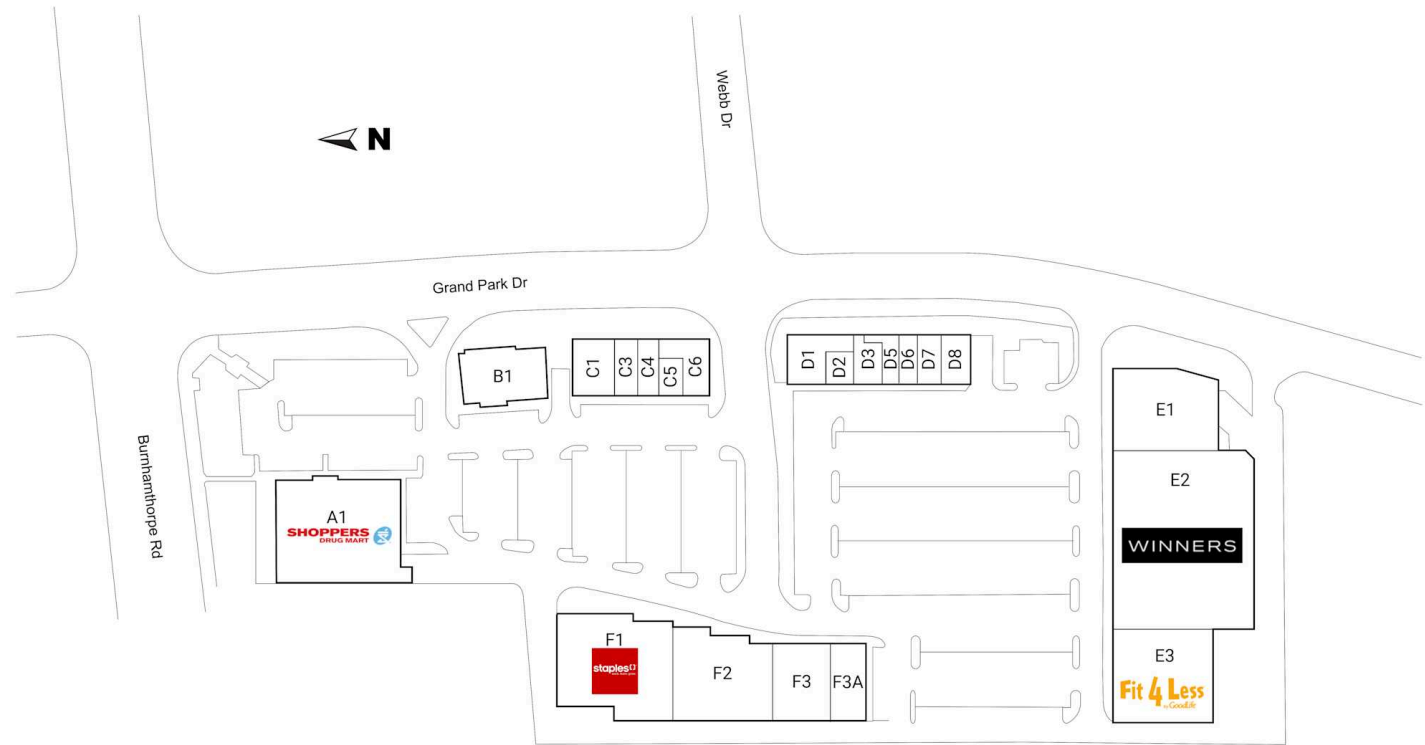 Webb Dr
N
Grand Park Dr
Burnhamthorpe Rd
B1
C1
C3
C4
C5
C6
D1
D2
D3
D5
D6
D7
D8
A1
SHOPPERS
DRUG MART
E1
E2
WINNERS
E3
Fit 4 Less
by GoodLife
F1
staples
F2
F3
F3A